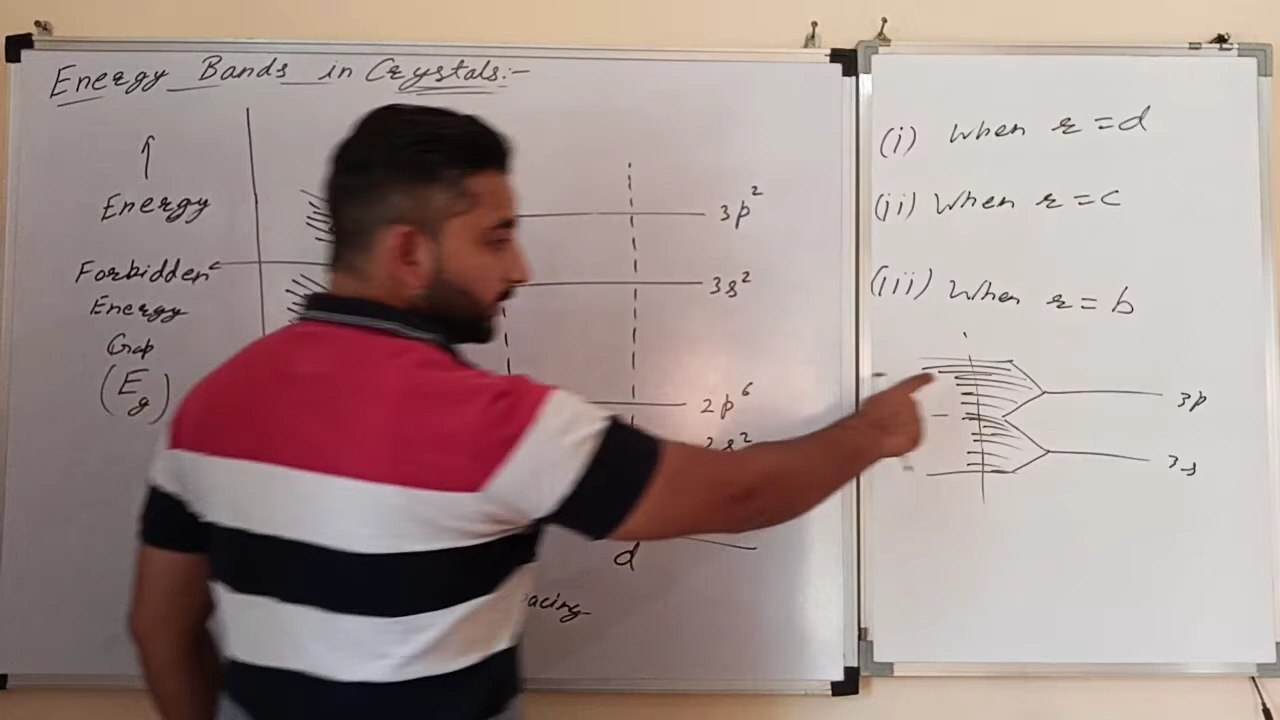 Energy Bands in Crystals:-
↑
Energy
Forbidden
Energy
Gap
(Eg)
3p²
3s²
2p⁶
s²
d
acing
(i) When r=d
(ii) When r=c
(iii) When r=b
3p
3s